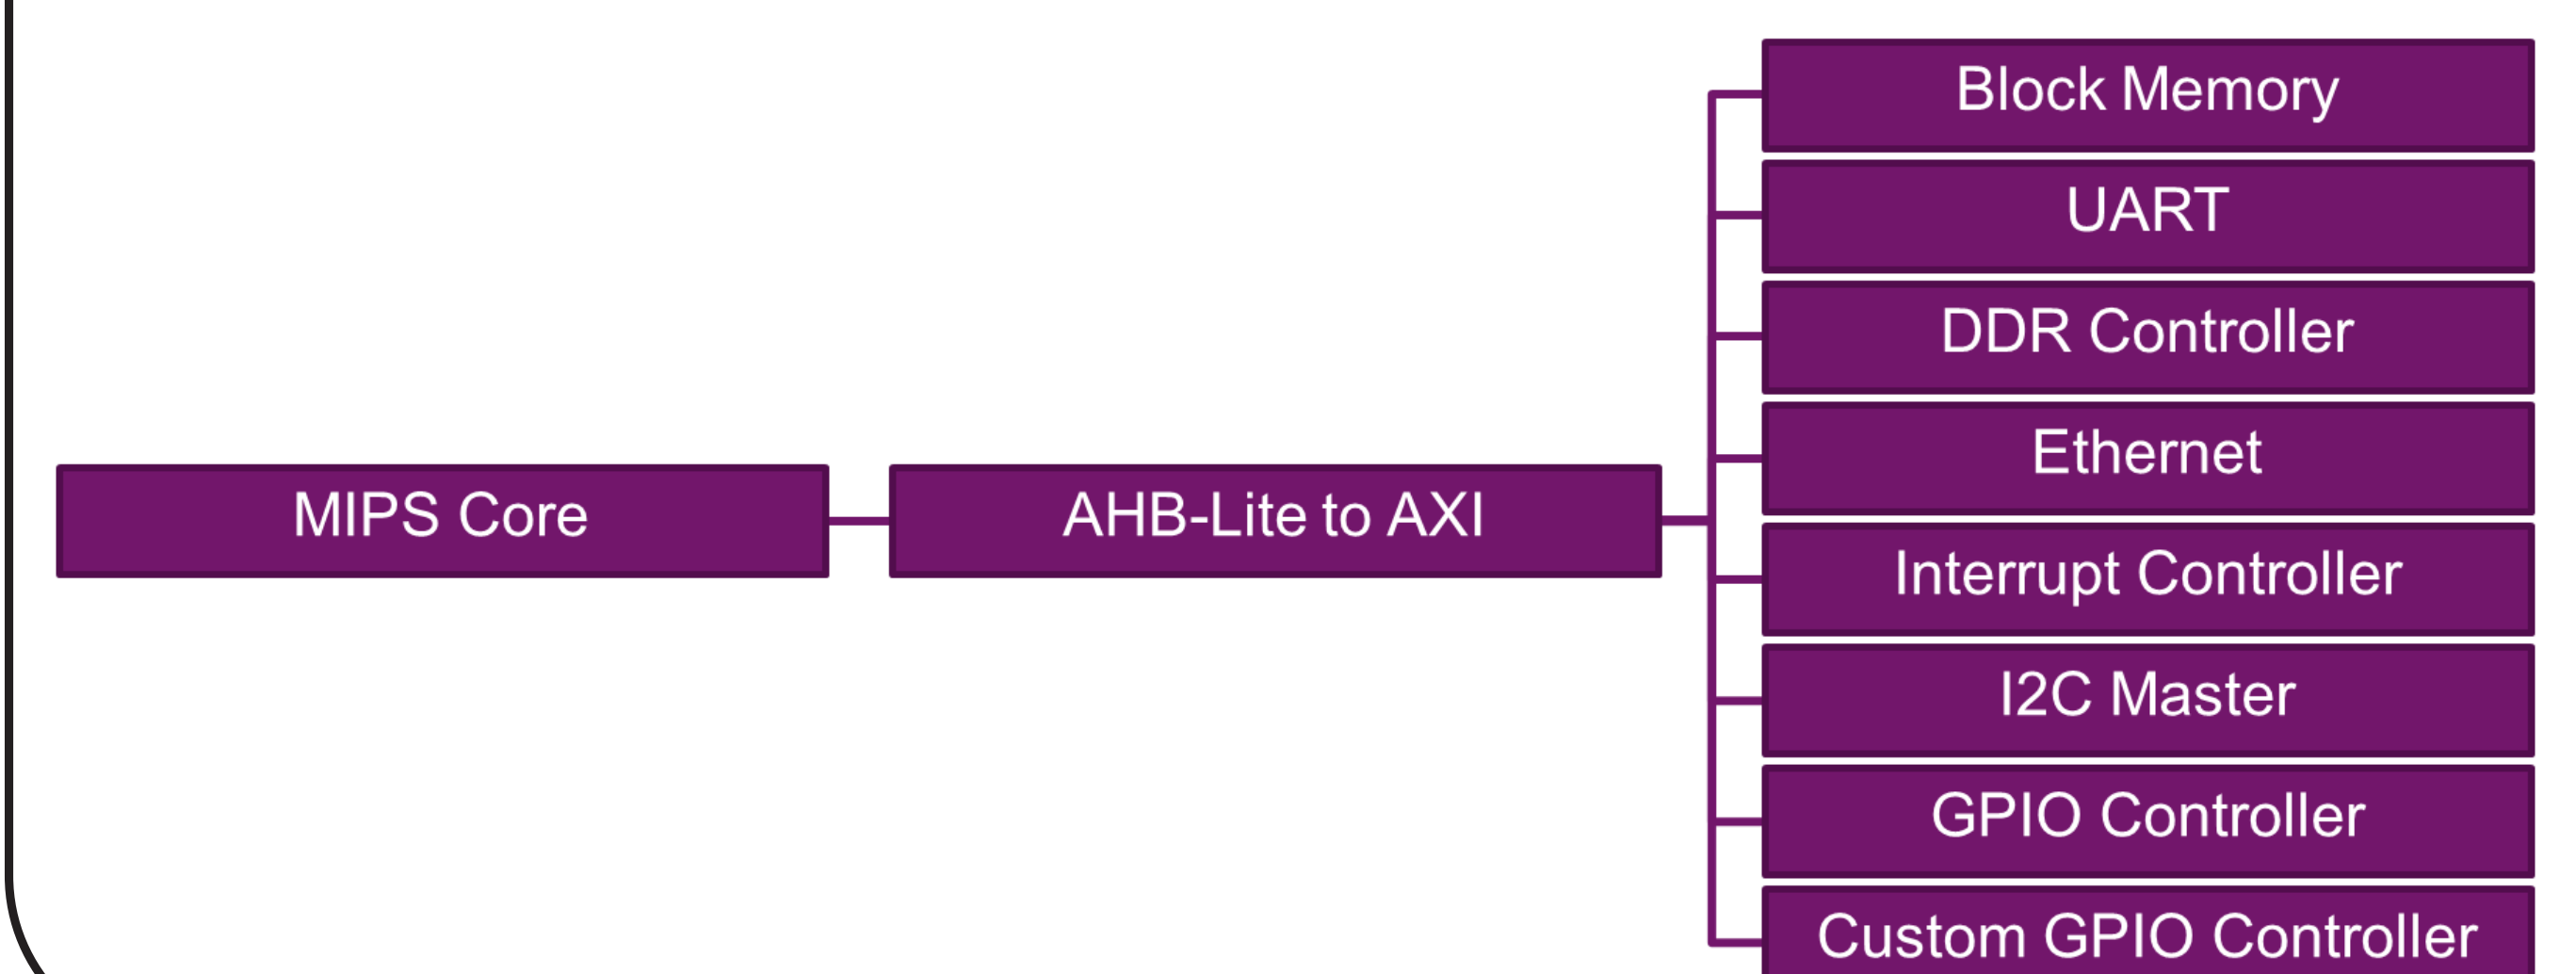 Block Memory
UART
DDR Controller
Ethernet
MIPS Core
AHB-Lite to AXI
Interrupt Controller
I2C Master
GPIO Controller
Custom GPIO Controller